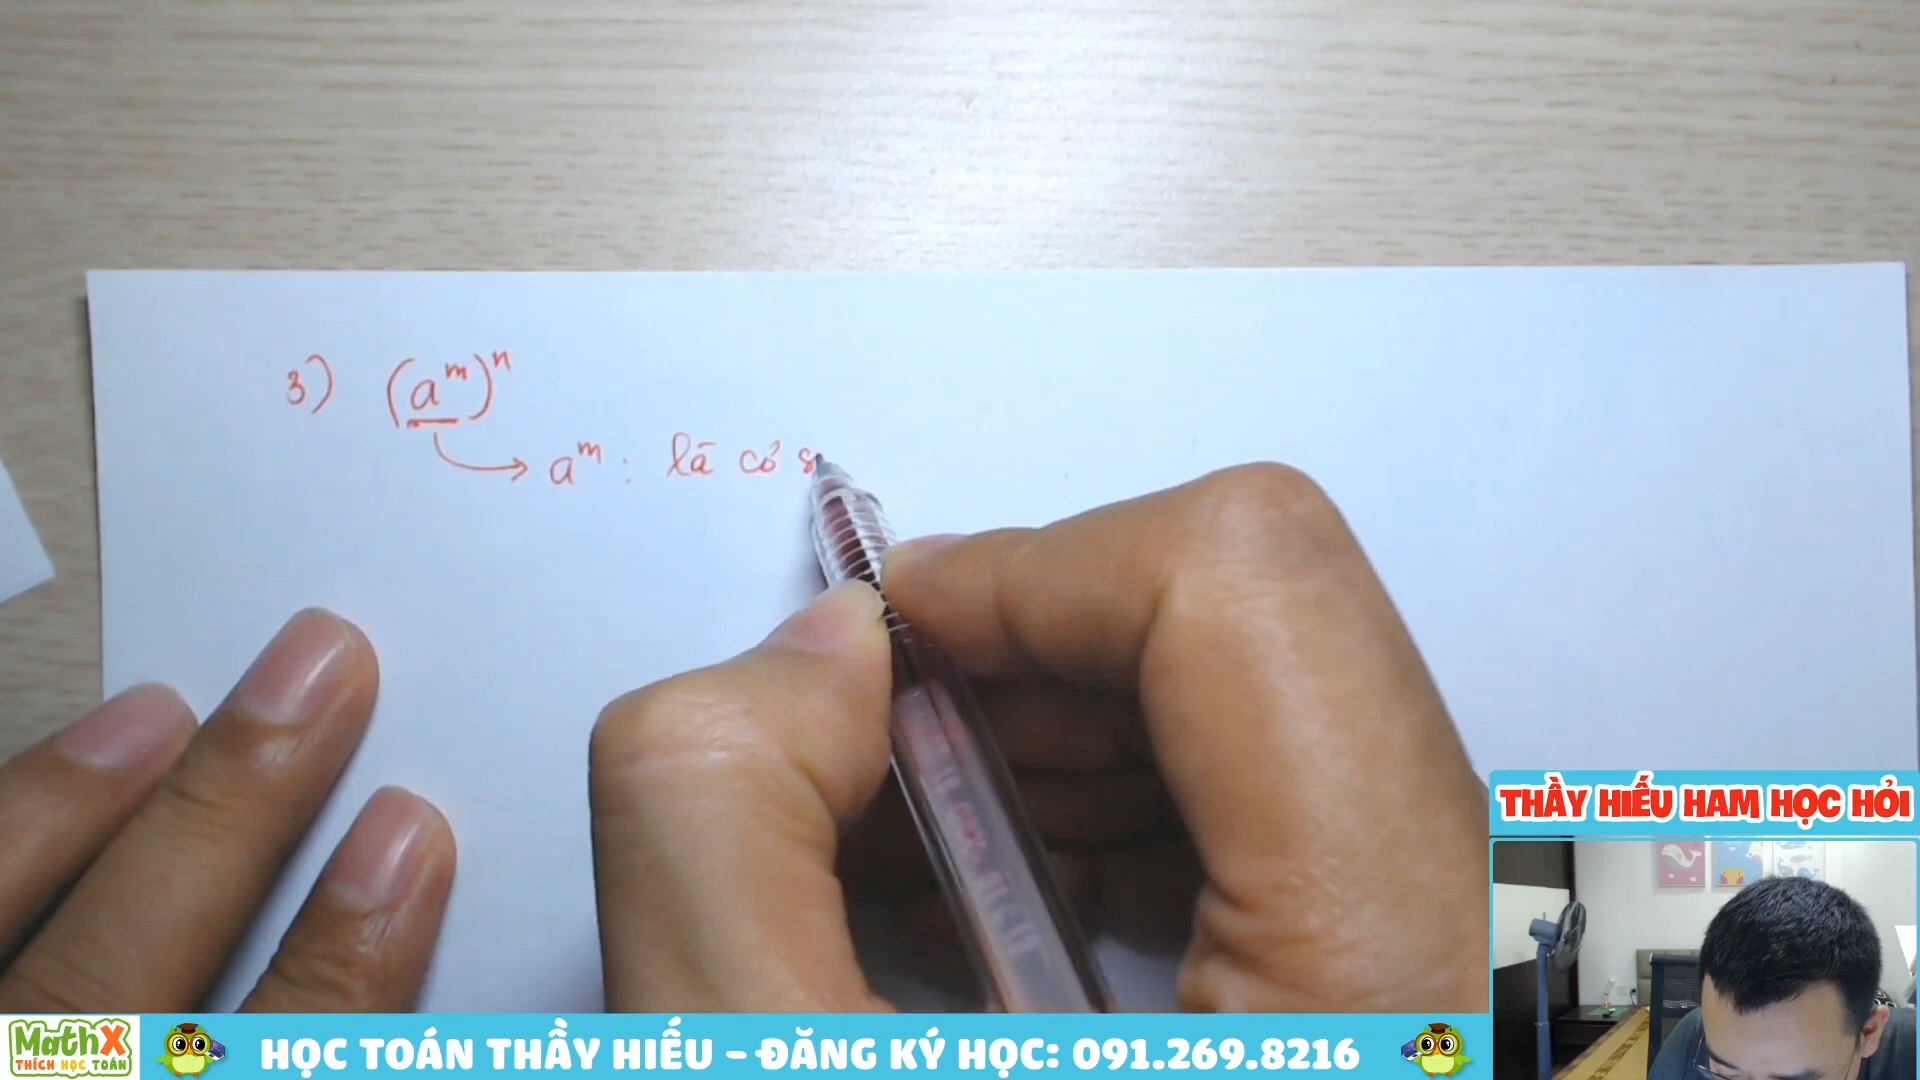 3) (a^m)^n
a^m : là cơ s
THẦY HIẾU HAM HỌC HỎI
MathX
THÍCH HỌC TOÁN
HỌC TOÁN THẦY HIẾU - ĐĂNG KÝ HỌC: 091.269.8216